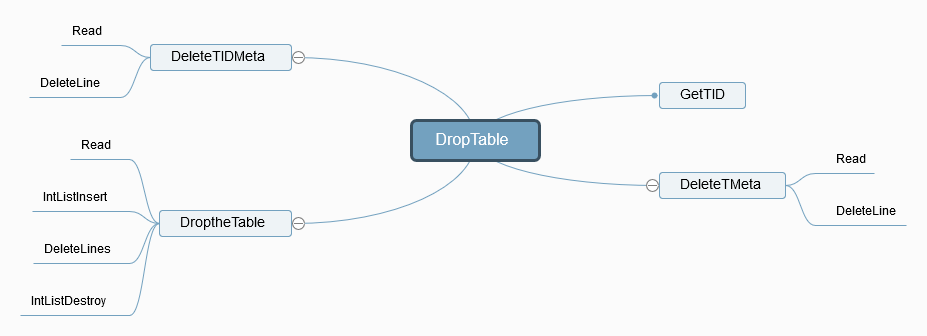 Read
DeleteTIDMeta
DeleteLine
GetTID
DropTable
Read
Read
DeleteTMeta
IntListInsert
DeleteLine
DroptheTable
DeleteLines
IntListDestroy